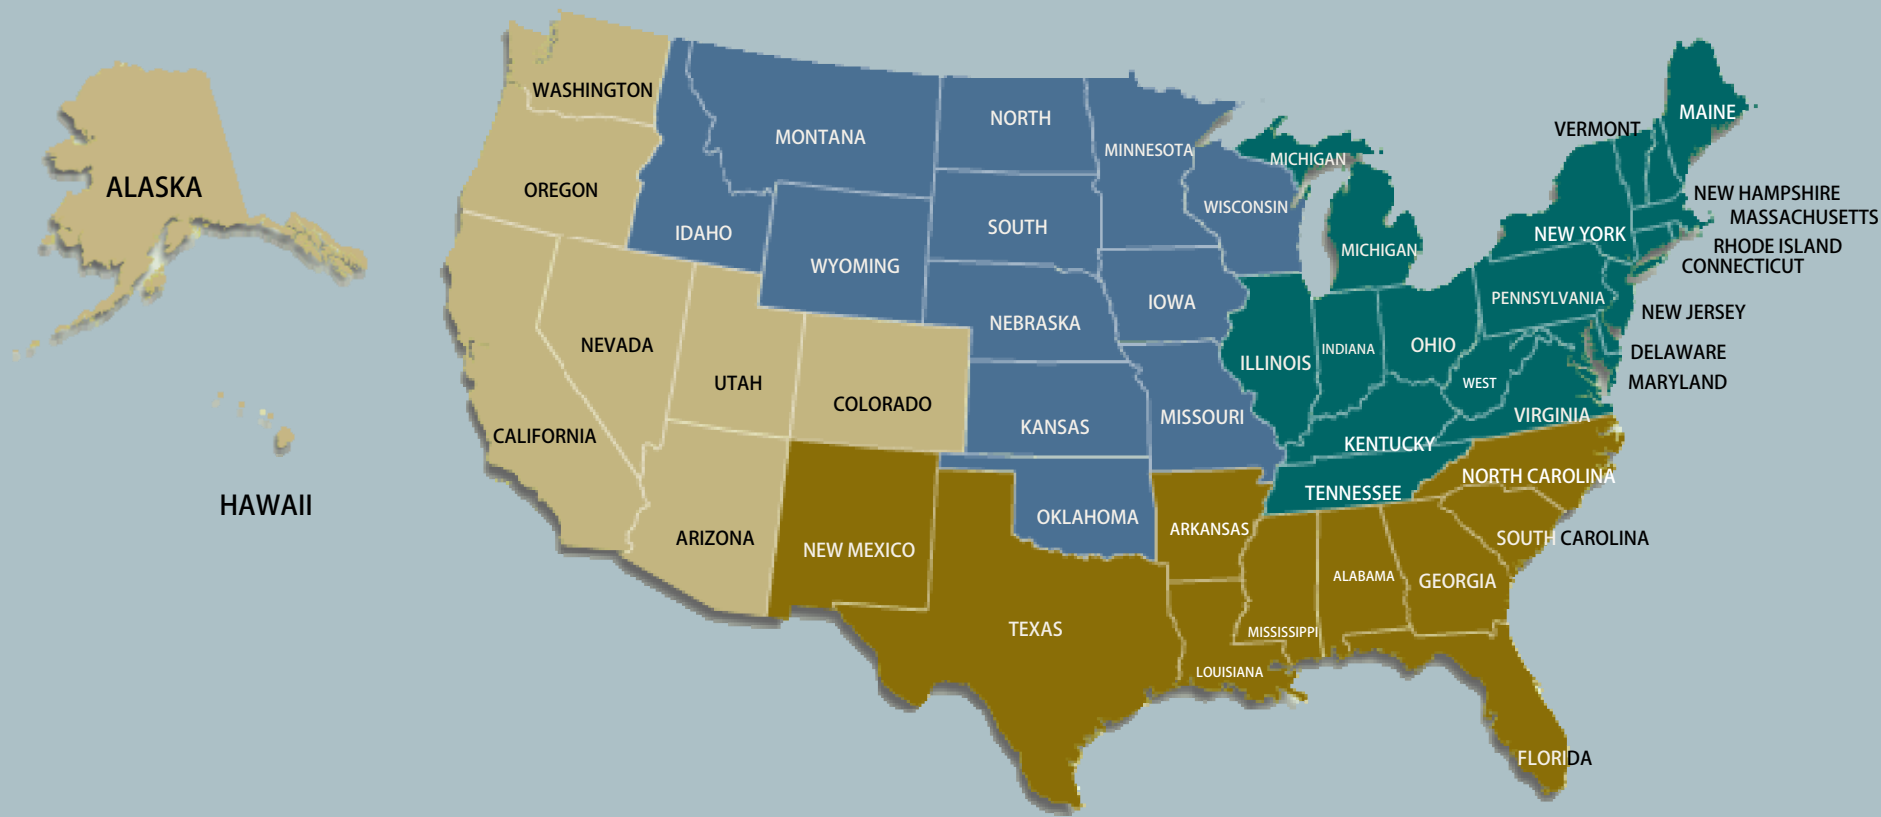 WASHINGTON
MONTANA
NORTH
MINNESOTA
MICHIGAN
VERMONT
MAINE
ALASKA
OREGON
IDAHO
SOUTH
WISCONSIN
NEW HAMPSHIRE
MASSACHUSETTS
NEW YORK
RHODE ISLAND
CONNECTICUT
MICHIGAN
WYOMING
IOWA
PENNSYLVANIA
NEW JERSEY
NEBRASKA
NEVADA
UTAH
COLORADO
ILLINOIS
INDIANA
OHIO
WEST
DELAWARE
MARYLAND
CALIFORNIA
KANSAS
MISSOURI
KENTUCKY
VIRGINIA
HAWAII
ARIZONA
NEW MEXICO
OKLAHOMA
ARKANSAS
TENNESSEE
NORTH CAROLINA
SOUTH CAROLINA
TEXAS
LOUISIANA
MISSISSIPPI
ALABAMA
GEORGIA
FLORIDA